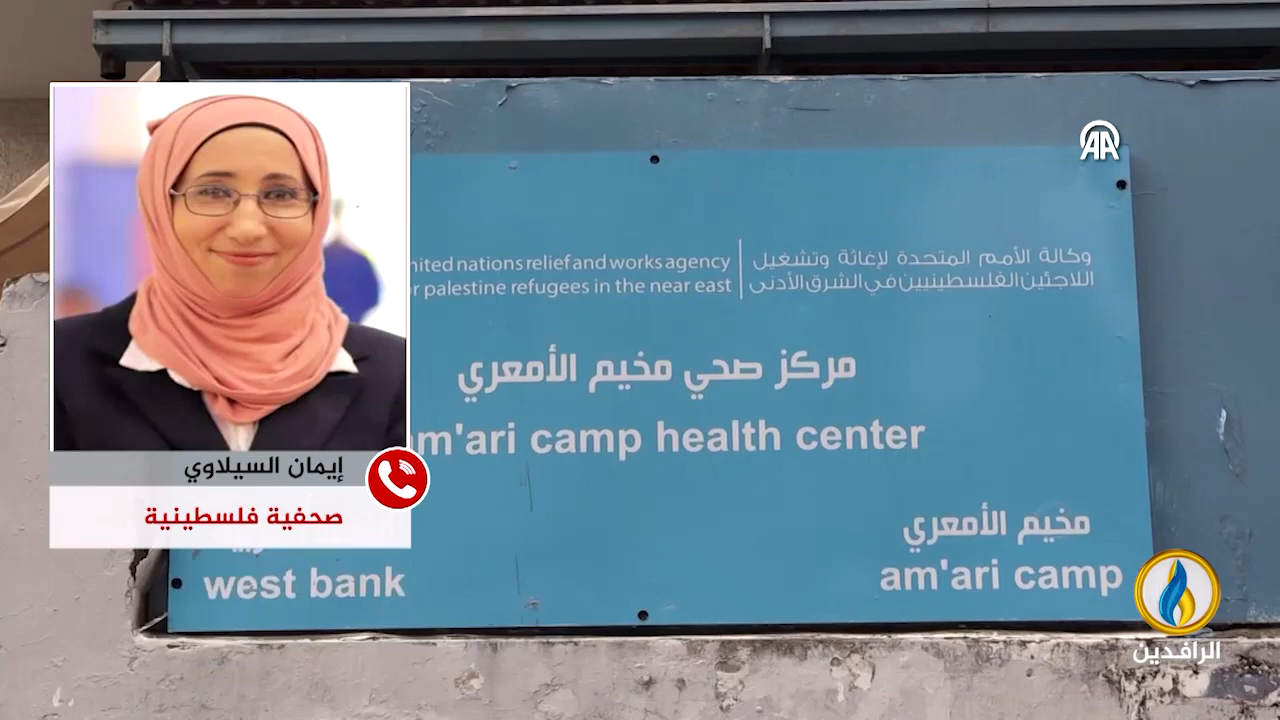 AA
وكالة الأمم المتحدة لإغاثة وتشغيل
اللاجئين الفلسطينيين في الشرق الأدنى
nited nations relief and works agency
or palestine refugees in the near east
مركز صحي مخيم الأمعري
am'ari camp health center
مخيم الأمعري
am'ari camp
west bank
إيمان السيلاوي
صحفية فلسطينية
الرافدين